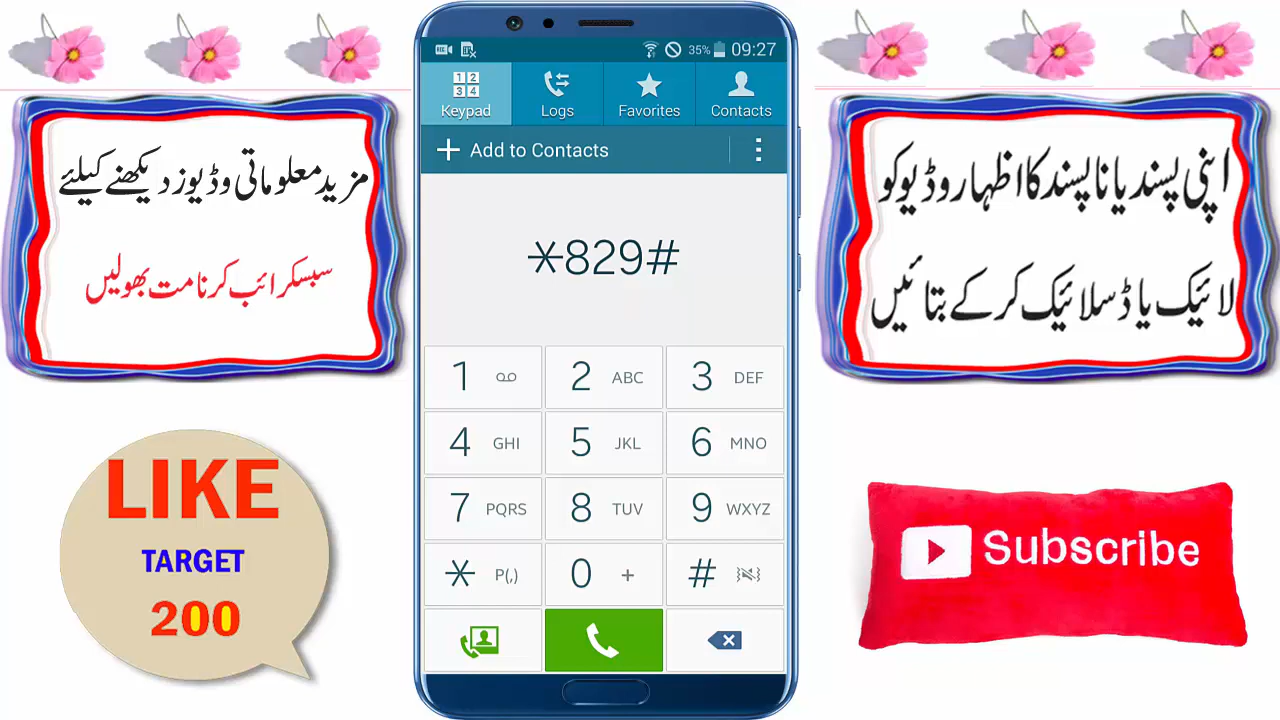 مزید معلوماتی وڈیوز دیکھنے کیلئے
سبسکرائب کرنا مت بھولیں
LIKE
TARGET
200
35% 09:27
Keypad Logs Favorites Contacts
Add to Contacts
*829#
1 2 ABC 3 DEF
4 GHI 5 JKL 6 MNO
7 PQRS 8 TUV 9 WXYZ
* P(,) 0 + #
اپنی پسند یا نا پسند کا اظہار وڈیو کو
لائیک یا ڈسلائیک کر کے بتائیں
Subscribe